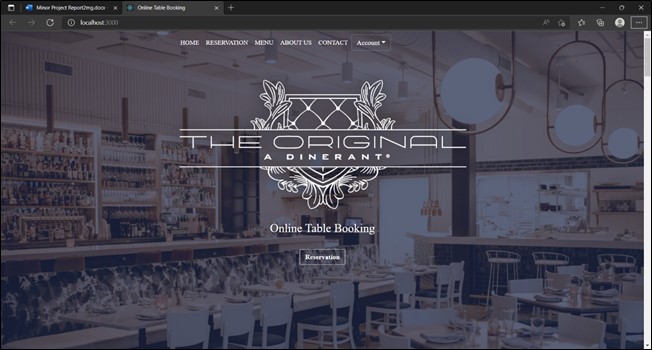 Minor Project Report2mg.docx -
Online Table Booking
localhost:3000
HOME RESERVATION MENU ABOUT US CONTACT Account
THE ORIGINAL
A DINERANT®
Online Table Booking
Reservation